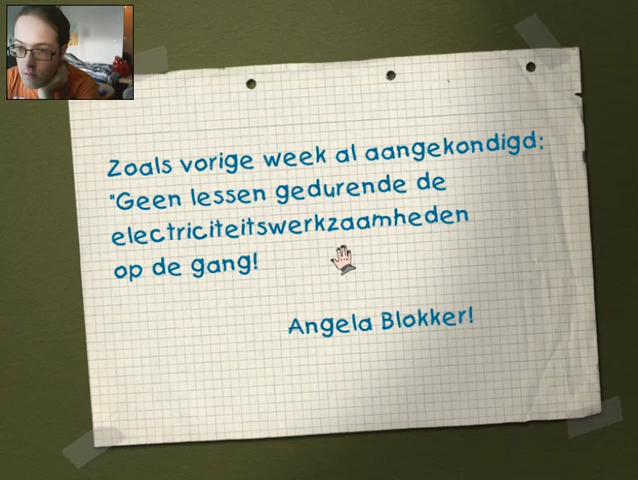 Zoals vorige week al aangekondigd:
"Geen lessen gedurende de
electriciteitswerkzaamheden
op de gang!
Angela Blokker!